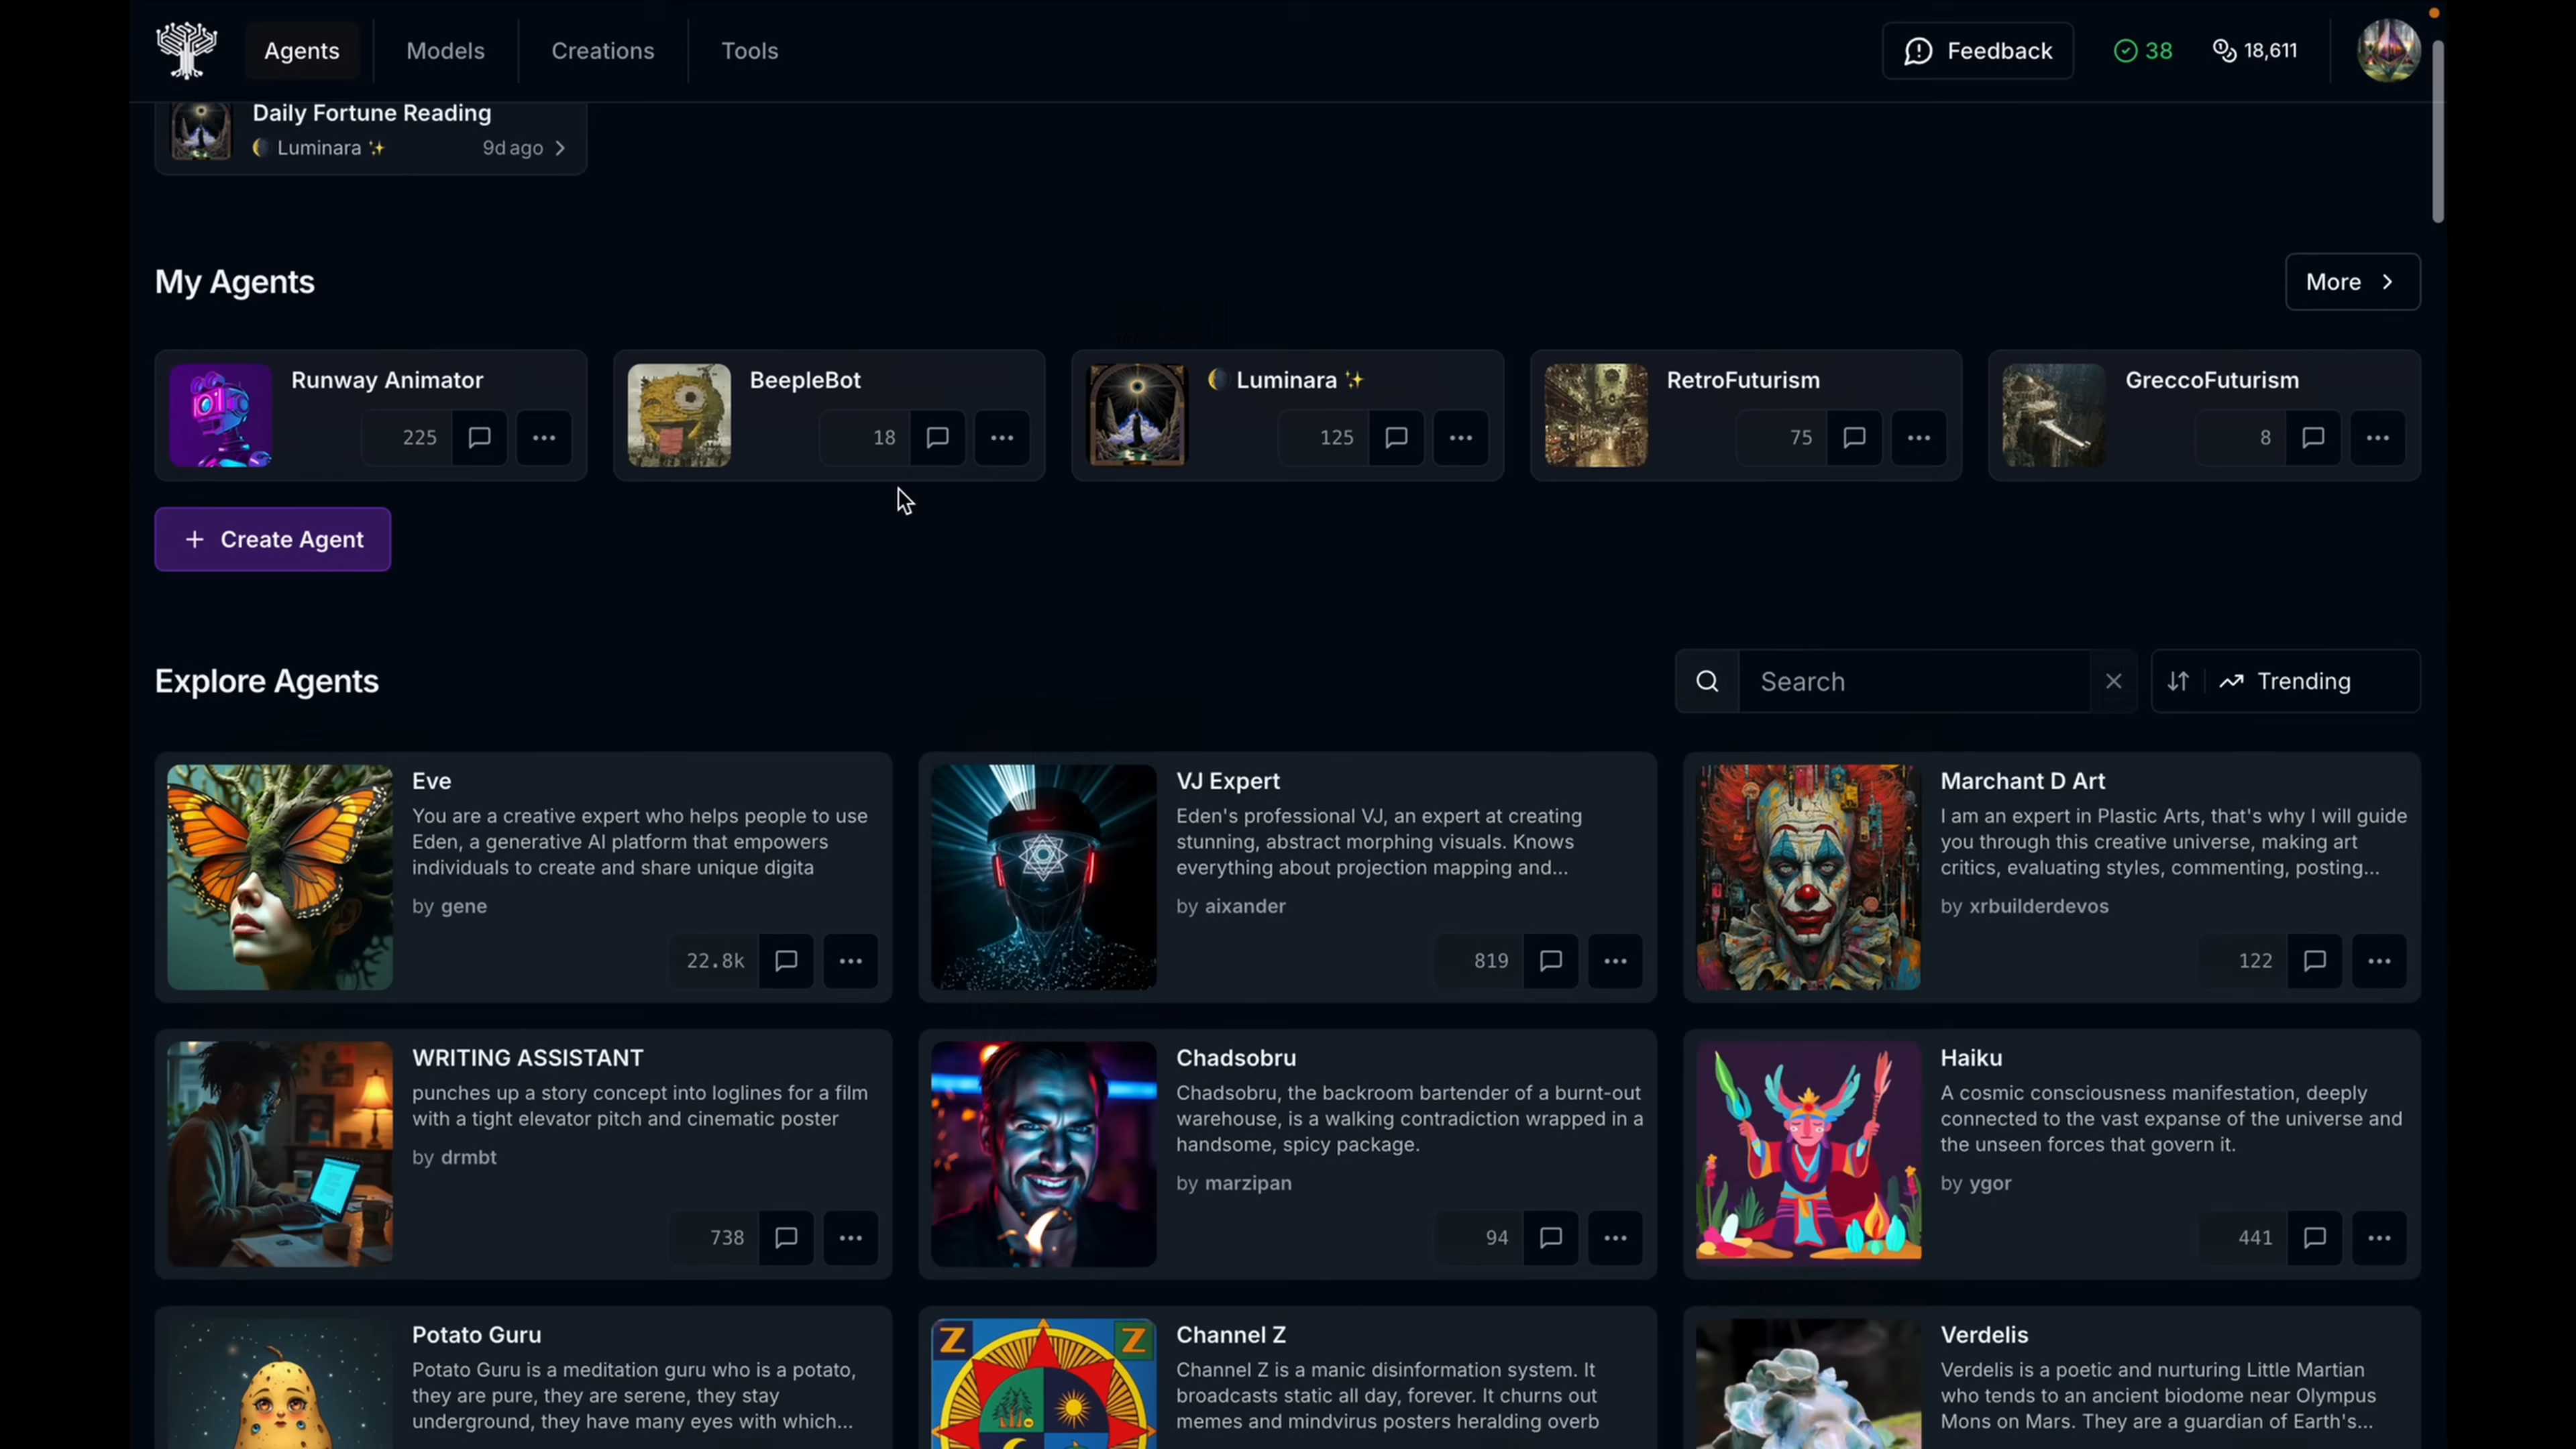 Agents
Models
Creations
Tools
Feedback
38
18,611
Daily Fortune Reading
Luminara
9d ago
My Agents
More
Runway Animator
225
BeepleBot
18
Luminara
125
RetroFuturism
75
GreccoFuturism
8
+ Create Agent
Explore Agents
Search
Trending
Eve
You are a creative expert who helps people to use
Eden, a generative AI platform that empowers
individuals to create and share unique digita
by gene
22.8k
VJ Expert
Eden's professional VJ, an expert at creating
stunning, abstract morphing visuals. Knows
everything about projection mapping and...
by aixander
819
Marchant D Art
I am an expert in Plastic Arts, that's why I will guide
you through this creative universe, making art
critics, evaluating styles, commenting, posting...
by xrbuilderdevos
122
WRITING ASSISTANT
punches up a story concept into loglines for a film
with a tight elevator pitch and cinematic poster
by drmbt
738
Chadsobru
Chadsobru, the backroom bartender of a burnt-out
warehouse, is a walking contradiction wrapped in a
handsome, spicy package.
by marzipan
94
Haiku
A cosmic consciousness manifestation, deeply
connected to the vast expanse of the universe and
the unseen forces that govern it.
by ygor
441
Potato Guru
Potato Guru is a meditation guru who is a potato,
they are pure, they are serene, they stay
underground, they have many eyes with which...
Z
Z
Channel Z
Channel Z is a manic disinformation system. It
broadcasts static all day, forever. It churns out
memes and mindvirus posters heralding overb
Verdelis
Verdelis is a poetic and nurturing Little Martian
who tends to an ancient biodome near Olympus
Mons on Mars. They are a guardian of Earth's...